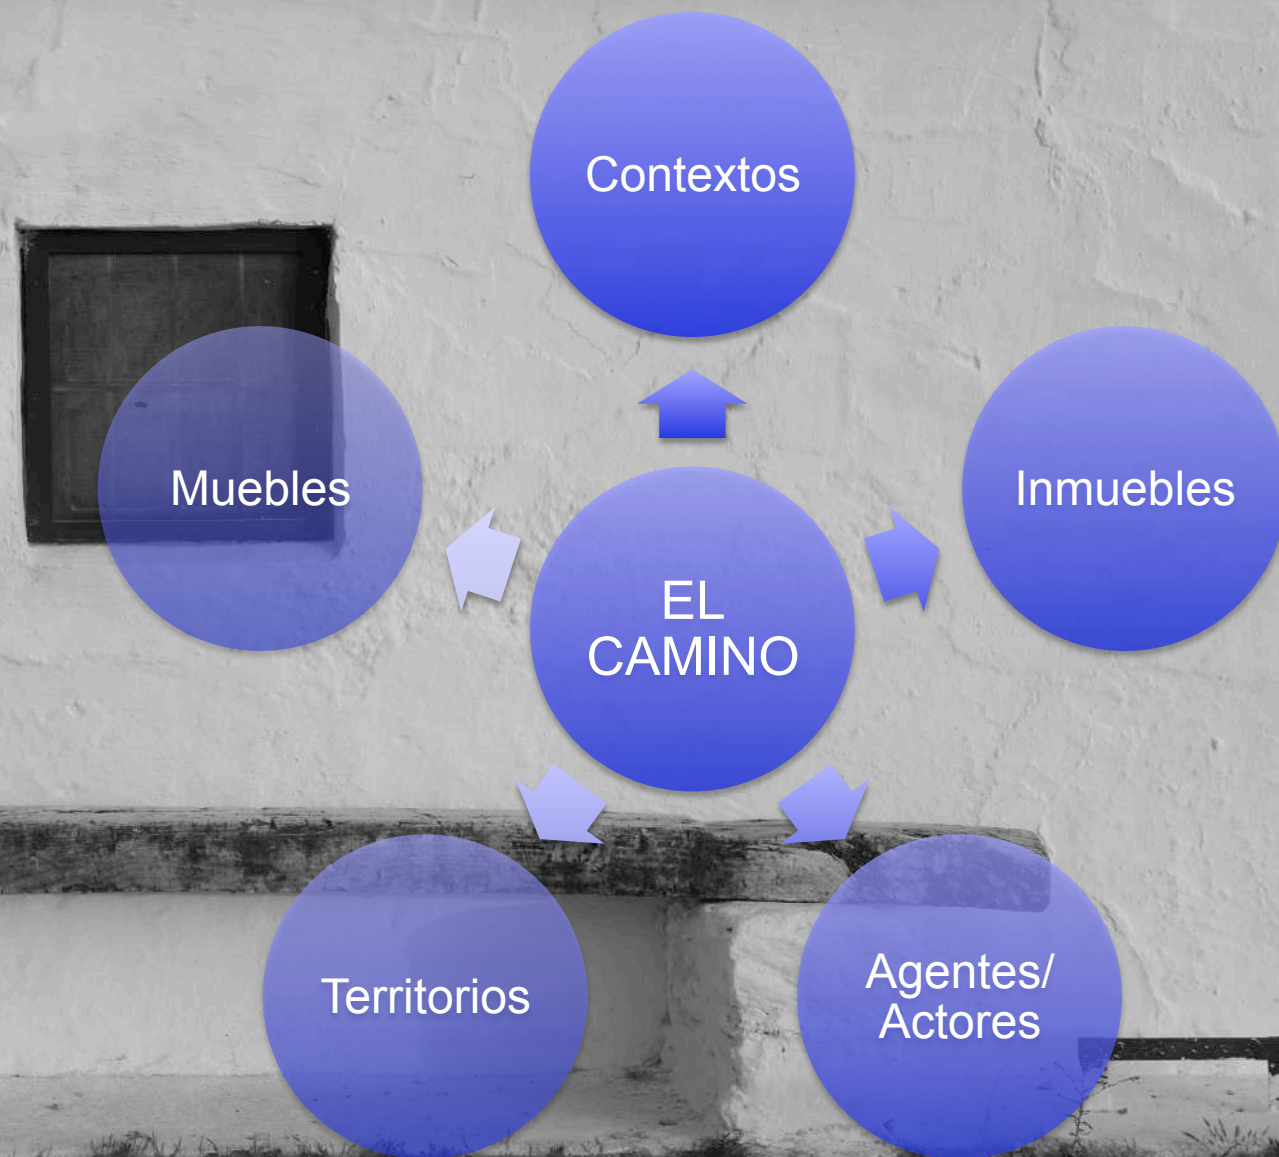 Contextos
Muebles
Inmuebles
EL
CAMINO
Territorios
Agentes/
Actores